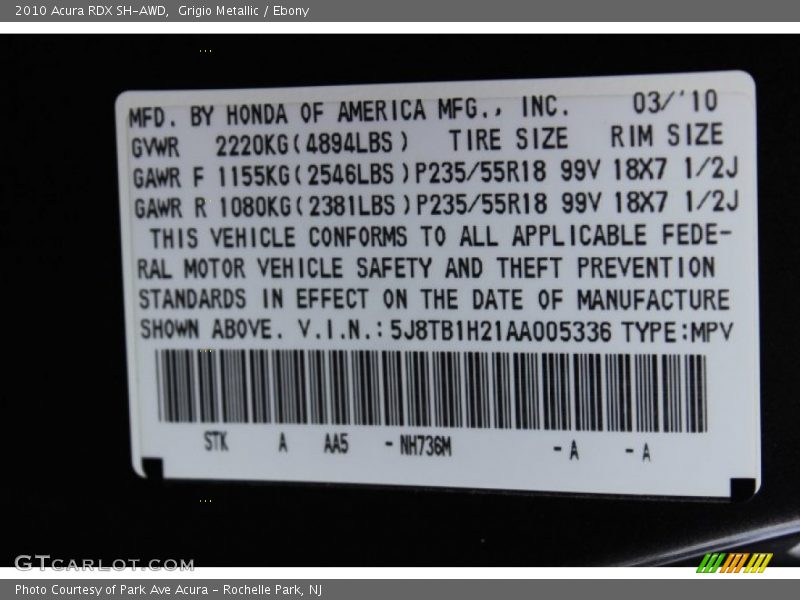 2010 Acura RDX SH-AWD,  Grigio Metallic / Ebony
MFD. BY HONDA OF AMERICA MFG., INC. 03/'10
GVWR 2220KG(4894LBS) TIRE SIZE RIM SIZE
GAWR F 1155KG(2546LBS)P235/55R18 99V 18X7 1/2J
GAWR R 1080KG(2381LBS)P235/55R18 99V 18X7 1/2J
THIS VEHICLE CONFORMS TO ALL APPLICABLE FEDE-
RAL MOTOR VEHICLE SAFETY AND THEFT PREVENTION
STANDARDS IN EFFECT ON THE DATE OF MANUFACTURE
SHOWN ABOVE. V.I.N.:5J8TB1H21AA005336 TYPE:MPV
STK A AA5 -NH736M -A -A
GTCARLOT.COM
Photo Courtesy of Park Ave Acura - Rochelle Park, NJ